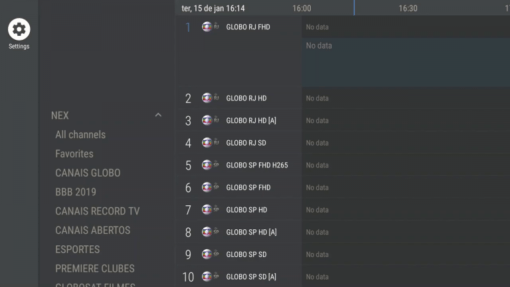 ter, 15 de jan 16:14 16:00 16:30
Settings
1 GLOBO RJ FHD No data
No data
2 GLOBO RJ HD No data
3 GLOBO RJ HD [A] No data
4 GLOBO RJ SD No data
5 GLOBO SP FHD H265 No data
6 GLOBO SP FHD No data
7 GLOBO SP HD No data
8 GLOBO SP HD [A] No data
9 GLOBO SP SD No data
10 GLOBO SP SD [A] No data
NEX
All channels
Favorites
CANAIS GLOBO
BBB 2019
CANAIS RECORD TV
CANAIS ABERTOS
ESPORTES
PREMIERE CLUBES
GLOBOSAT FILMES